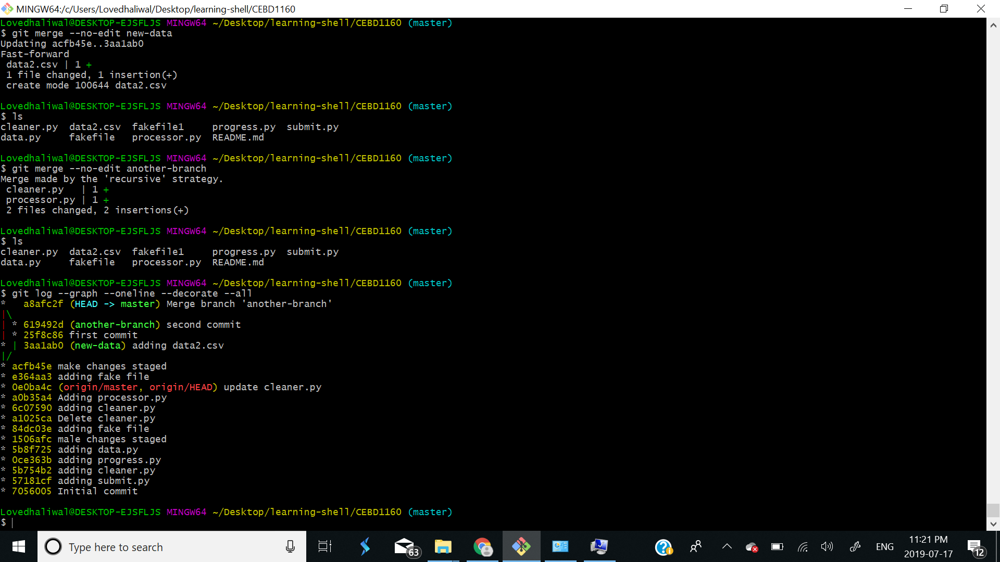 MINGW64:/c/Users/Lovedhaliwal/Desktop/learning-shell/CEBD1160
Lovedhaliwal@DESKTOP-EJSFLJS MINGW64 ~/Desktop/learning-shell/CEBD1160 (master)
$ git merge --no-edit new-data
Updating acfb45e..3aa1ab0
Fast-forward
 data2.csv | 1 +
 1 file changed, 1 insertion(+)
 create mode 100644 data2.csv
Lovedhaliwal@DESKTOP-EJSFLJS MINGW64 ~/Desktop/learning-shell/CEBD1160 (master)
$ ls
cleaner.py  data2.csv  fakefile1     progress.py  submit.py
data.py     fakefile   processor.py  README.md
Lovedhaliwal@DESKTOP-EJSFLJS MINGW64 ~/Desktop/learning-shell/CEBD1160 (master)
$ git merge --no-edit another-branch
Merge made by the 'recursive' strategy.
 cleaner.py   | 1 +
 processor.py | 1 +
 2 files changed, 2 insertions(+)
Lovedhaliwal@DESKTOP-EJSFLJS MINGW64 ~/Desktop/learning-shell/CEBD1160 (master)
$ ls
cleaner.py  data2.csv  fakefile1     progress.py  submit.py
data.py     fakefile   processor.py  README.md
Lovedhaliwal@DESKTOP-EJSFLJS MINGW64 ~/Desktop/learning-shell/CEBD1160 (master)
$ git log --graph --oneline --decorate --all
*   a8afc2f (HEAD -> master) Merge branch 'another-branch'
|\
| * 619492d (another-branch) second commit
| * 25f8c86 first commit
* | 3aa1ab0 (new-data) adding data2.csv
|/
* acfb45e make changes staged
* e364aa3 adding fake file
* 0e0ba4c (origin/master, origin/HEAD) update cleaner.py
* a0b35a4 Adding processor.py
* 6c07590 adding cleaner.py
* a1025ca Delete cleaner.py
* 84dc03e adding fake file
* 1506afc male changes staged
* 5b8f725 adding data.py
* 0ce363b adding progress.py
* 5b754b2 adding cleaner.py
* 57181cf adding submit.py
* 7056005 Initial commit
Lovedhaliwal@DESKTOP-EJSFLJS MINGW64 ~/Desktop/learning-shell/CEBD1160 (master)
$
Type here to search
63
ENG
11:21 PM
2019-07-17
12